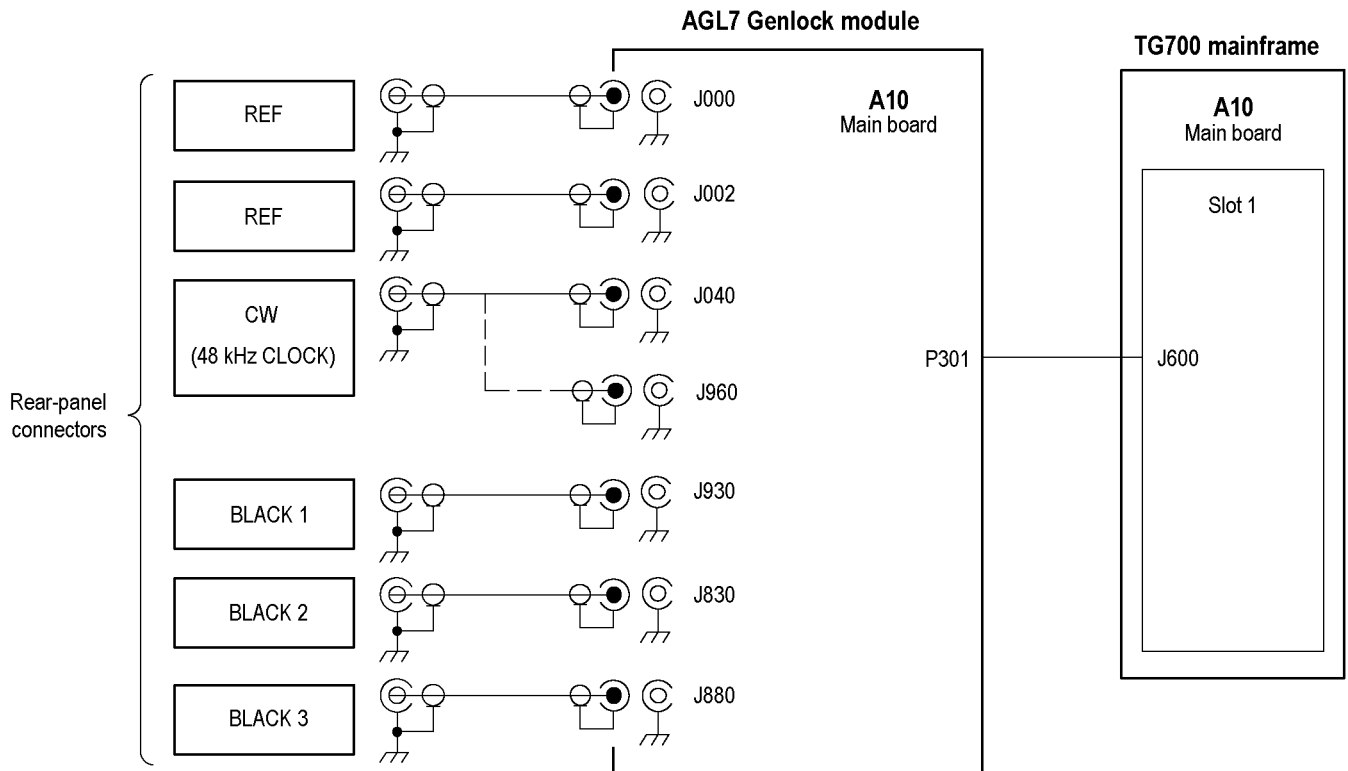 AGL7 Genlock module
TG700 mainframe
REF
J000
A10
Main board
A10
Main board
REF
J002
Slot 1
CW
(48 kHz CLOCK)
J040
P301
J600
J960
Rear-panel
connectors
BLACK 1
J930
BLACK 2
J830
BLACK 3
J880